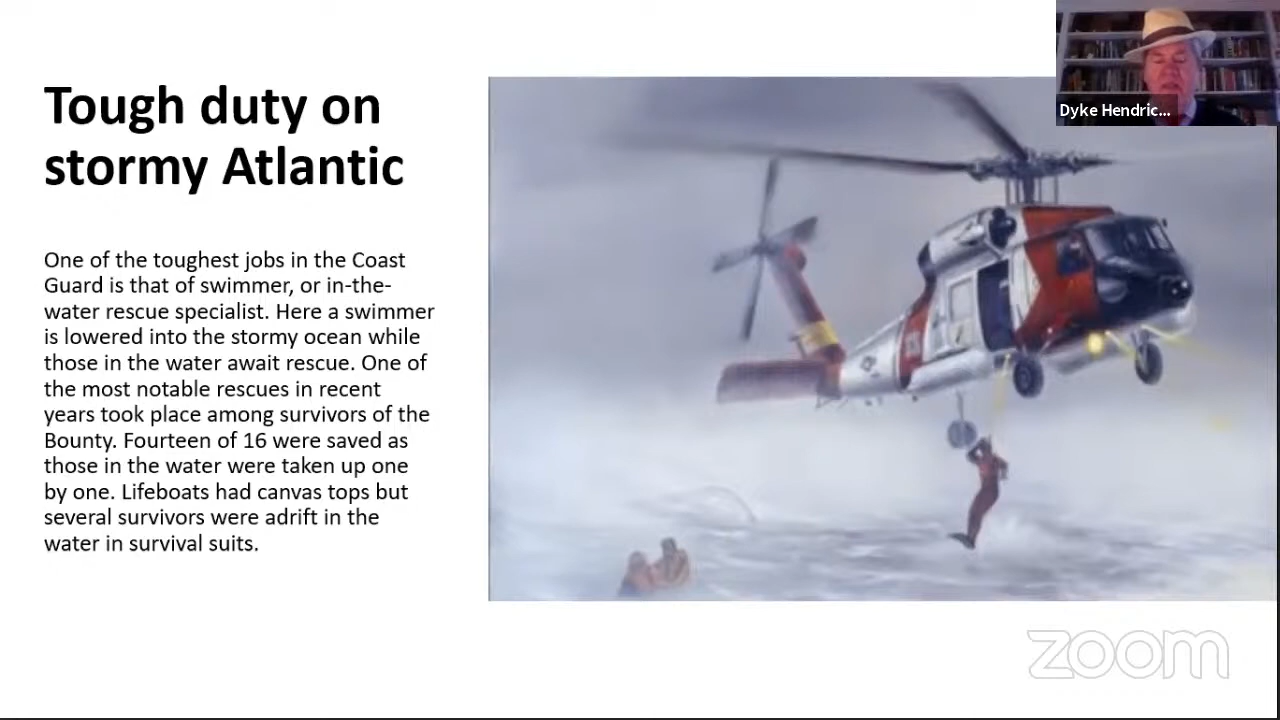 Tough duty on
stormy Atlantic
One of the toughest jobs in the Coast
Guard is that of swimmer, or in-the-
water rescue specialist. Here a swimmer
is lowered into the stormy ocean while
those in the water await rescue. One of
the most notable rescues in recent
years took place among survivors of the
Bounty. Fourteen of 16 were saved as
those in the water were taken up one
by one. Lifeboats had canvas tops but
several survivors were adrift in the
water in survival suits.
Dyke Hendric...
zoom